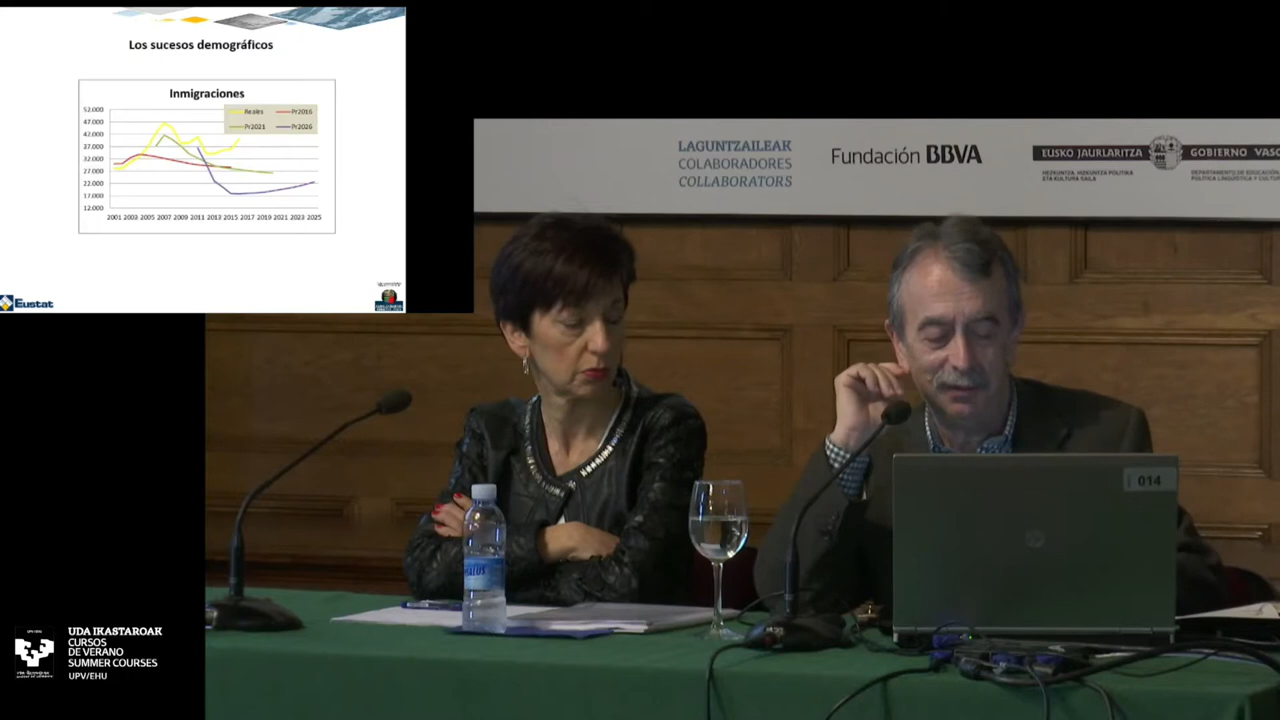 Los sucesos demográficos
Inmigraciones
Reales
Pr2016
Pr2021
Pr2026
52.000
47.000
42.000
37.000
32.000
27.000
22.000
17.000
12.000
2001 2003 2005 2007 2009 2011 2013 2015 2017 2019 2021 2023 2025
Eustat
LAGUNTZAILEAK
COLABORADORES
COLLABORATORS
Fundación BBVA
EUSKO JAURLARITZA
GOBIERNO VASC
HEZKUNTZA, HIZKUNTZA POLITIKA
ETA KULTURA SAILA
DEPARTAMENTO DE EDUCACIÓN
POLÍTICA LINGÜÍSTICA Y CULTUR
014
UDA IKASTAROAK
CURSOS
DE VERANO
SUMMER COURSES
UPV/EHU